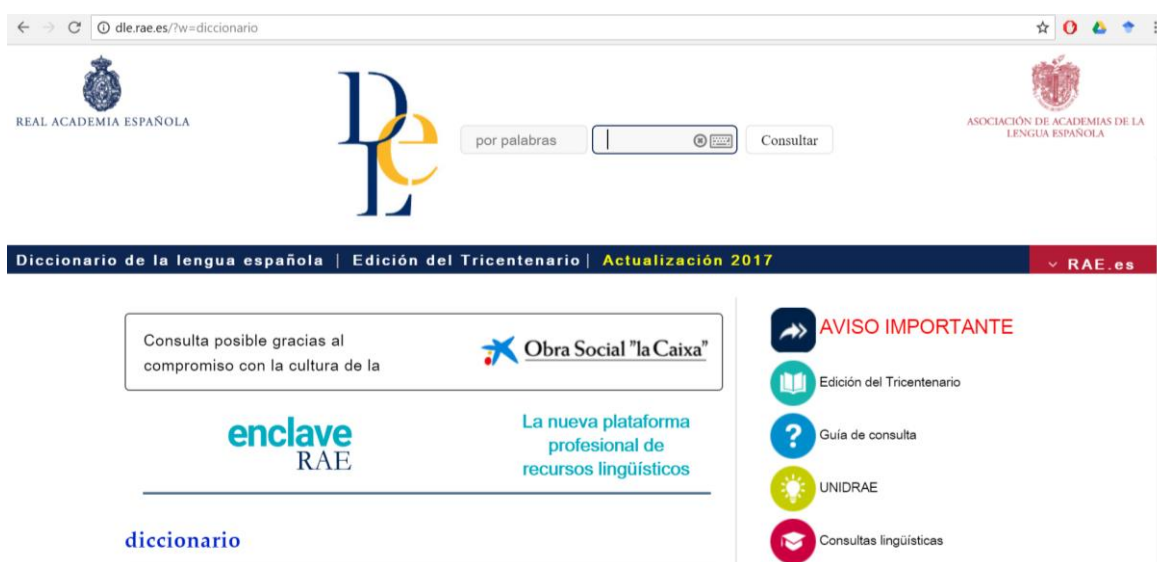 dle.rae.es/?w=diccionario
REAL ACADEMIA ESPAÑOLA
DLe
por palabras
Consultar
ASOCIACIÓN DE ACADEMIAS DE LA
LENGUA ESPAÑOLA
Diccionario de la lengua española | Edición del Tricentenario | Actualización 2017
RAE.es
Consulta posible gracias al
compromiso con la cultura de la
Obra Social "la Caixa"
enclave
RAE
La nueva plataforma
profesional de
recursos lingüísticos
diccionario
AVISO IMPORTANTE
Edición del Tricentenario
Guía de consulta
UNIDRAE
Consultas lingüísticas